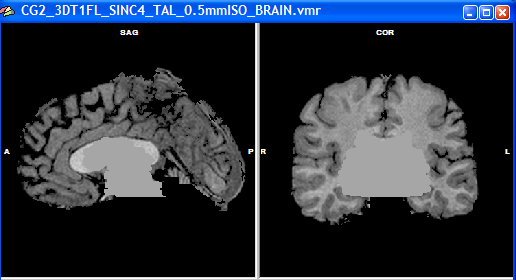 CG2_3DT1FL_SINC4_TAL_0.5mmISO_BRAIN.vmr
SAG
COR
A
P
R
L